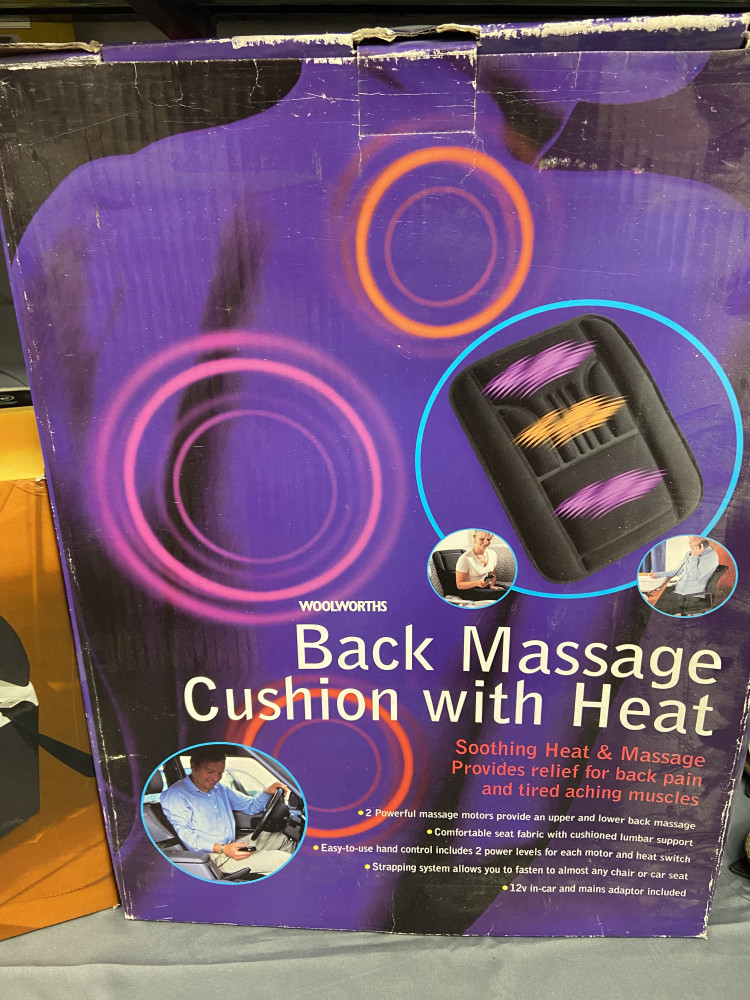 WOOLWORTHS
Back Massage
Cushion with Heat
Soothing Heat & Massage
Provides relief for back pain
and tired aching muscles
• 2 Powerful massage motors provide an upper and lower back massage
• Comfortable seat fabric with cushioned lumbar support
• Easy-to-use hand control includes 2 power levels for each motor and heat switch
• Strapping system allows you to fasten to almost any chair or car seat
• 12v in-car and mains adaptor included